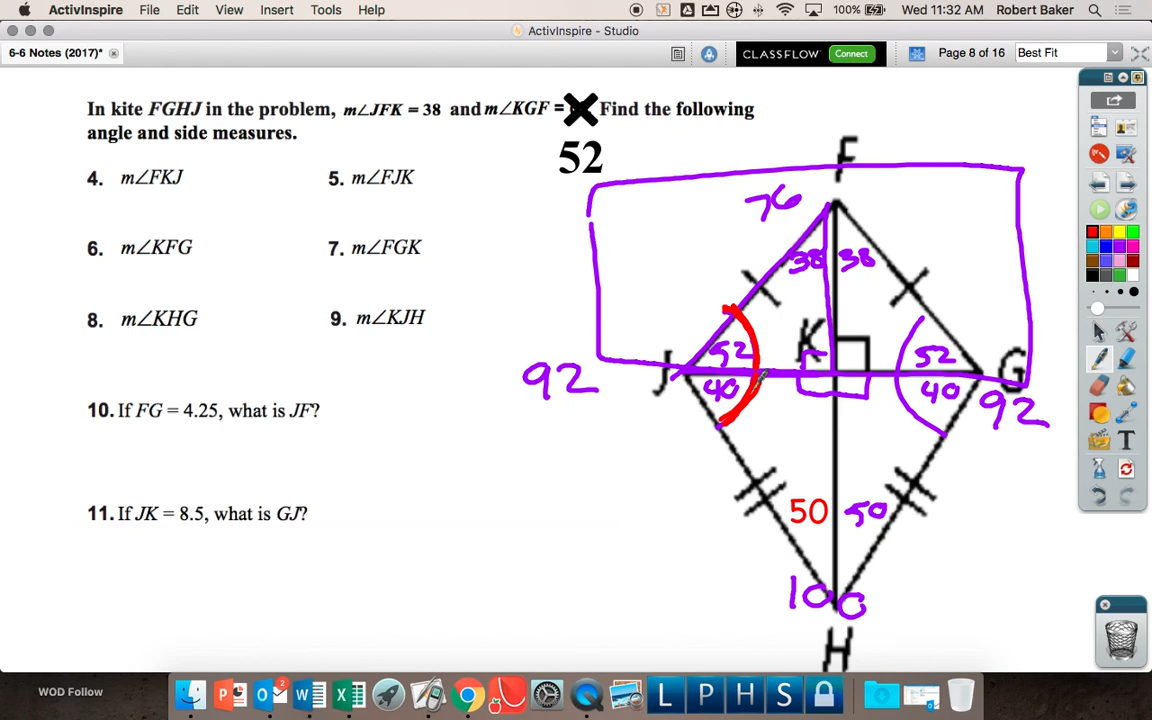 ActivInspire File Edit View Insert Tools Help 100% Wed 11:32 AM Robert Baker
ActivInspire - Studio
6-6 Notes (2017)* CLASSFLOW Connect Page 8 of 16 Best Fit
In kite FGHJ in the problem, m∠JFK = 38 and m∠KGF = Find the following
angle and side measures.
52
4. m∠FKJ 5. m∠FJK
6. m∠KFG 7. m∠FGK
8. m∠KHG 9. m∠KJH
10. If FG = 4.25, what is JF?
11. If JK = 8.5, what is GJ?
F
76
38 38
K
52 52
J G
92 40 40 92
50 50
100
H
T
WOD Follow
2
L P H S